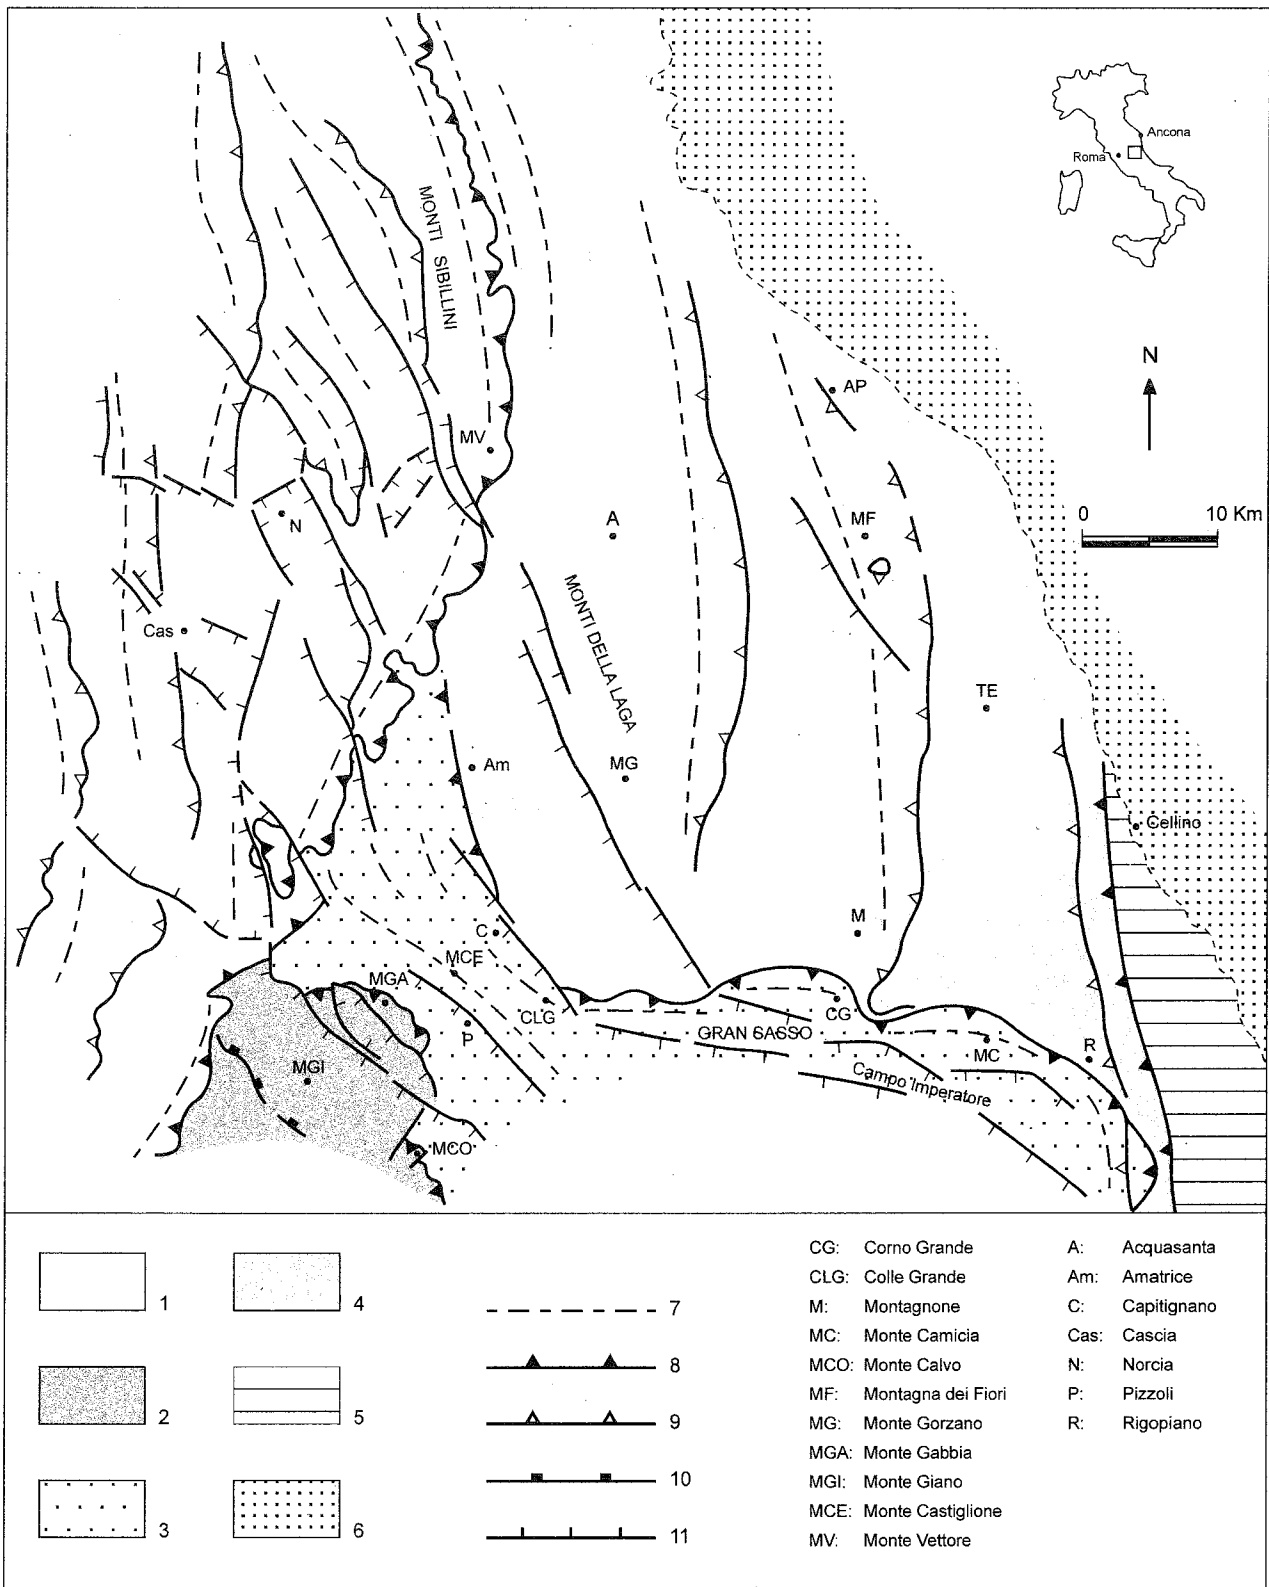 Ancona
Roma
MONTI SIBILLINI
N
AP
MV
0 10 Km
N
A
MF
MONTI DELLA LAGA
Cas
TE
Am
MG
Cellino
C
M
MCE
MGA
CLG
CG
P
GRAN SASSO
R
MC
MGI
Campo Imperatore
MCO
1
4
7
8
2
5
9
10
3
6
11
CG: Corno Grande
CLG: Colle Grande
M: Montagnone
MC: Monte Camicia
MCO: Monte Calvo
MF: Montagna dei Fiori
MG: Monte Gorzano
MGA: Monte Gabbia
MGI: Monte Giano
MCE: Monte Castiglione
MV: Monte Vettore
A: Acquasanta
Am: Amatrice
C: Capitignano
Cas: Cascia
N: Norcia
P: Pizzoli
R: Rigopiano